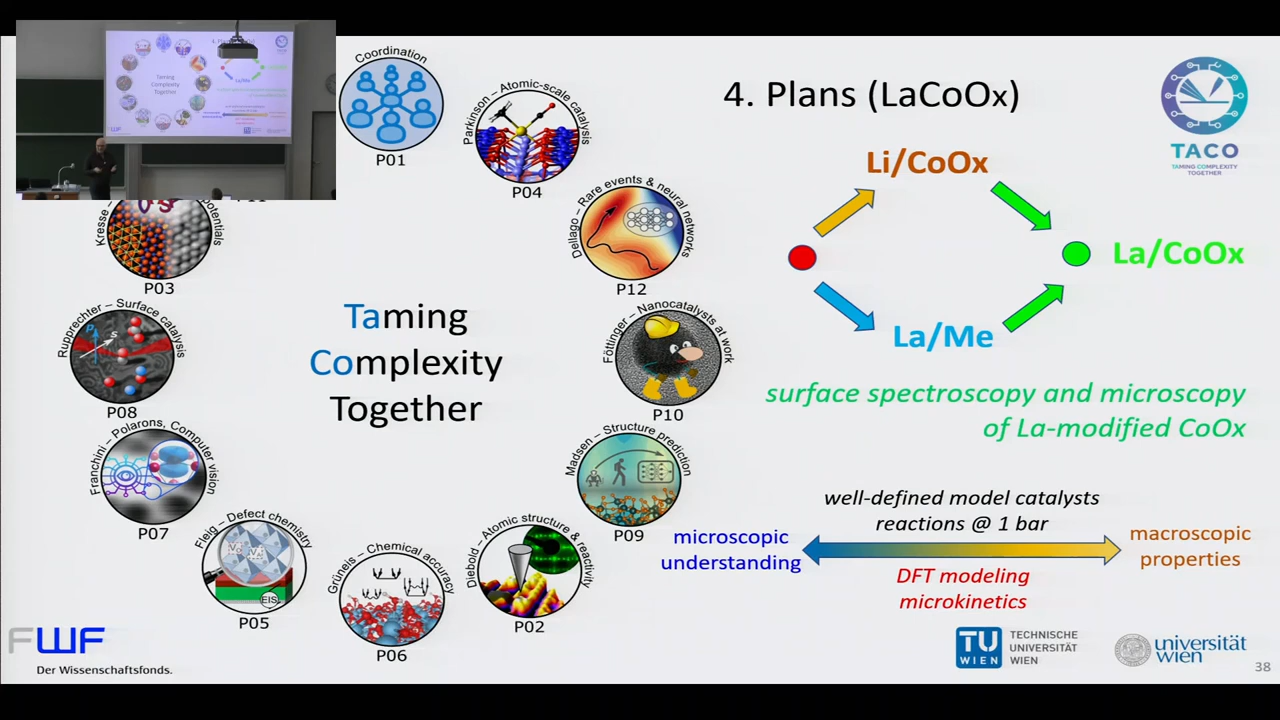 4. Plans (LaCoOx)
TACO
TAMING COMPLEXITY
TOGETHER
Coordination
P01
Parkinson – Atomic-scale catalysis
P04
Dellago – Rare events & neural networks
P12
Föttinger – Nanocatalysts at work
P10
Madsen – Structure prediction
P09
Diebold – Atomic structure & reactivity
P02
Grüneis – Chemical accuracy
P06
Fleig – Defect chemistry
EIS
P05
Franchini – Polarons, Computer vision
P07
Rupprechter – Surface catalysis
p
s
P08
Kresse –
potentials
P03
Taming
Complexity
Together
Li/CoOx
La/CoOx
La/Me
surface spectroscopy and microscopy
of La-modified CoOx
well-defined model catalysts
reactions @ 1 bar
microscopic
understanding
macroscopic
properties
DFT modeling
microkinetics
FWF
Der Wissenschaftsfonds.
TU
WIEN
TECHNISCHE
UNIVERSITÄT
WIEN
universität
wien
38